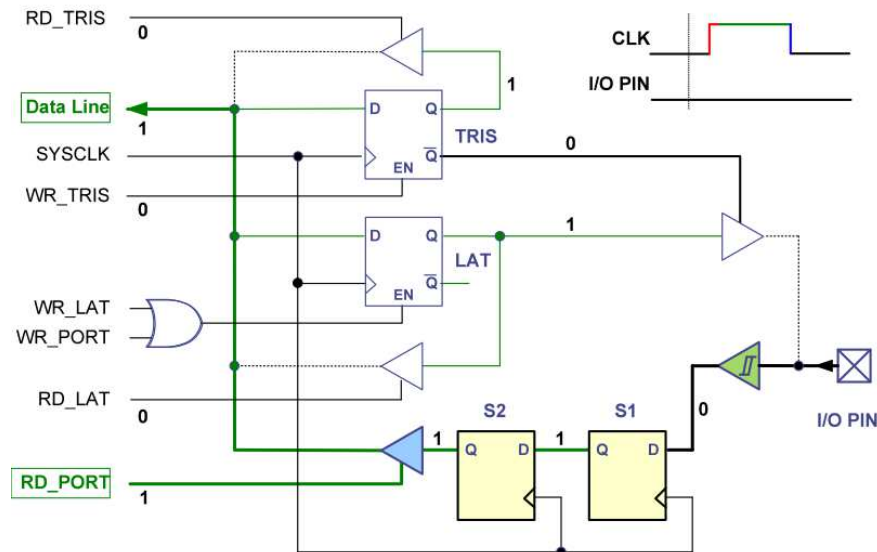 RD_TRIS
0
CLK
I/O PIN
1
Data Line
1
D Q
TRIS
SYSCLK
Q
0
EN
WR_TRIS
0
D Q
1
LAT
Q
EN
WR_LAT
WR_PORT
RD_LAT
0
S2
S1
0
I/O PIN
1
Q D
1
Q D
RD_PORT
1